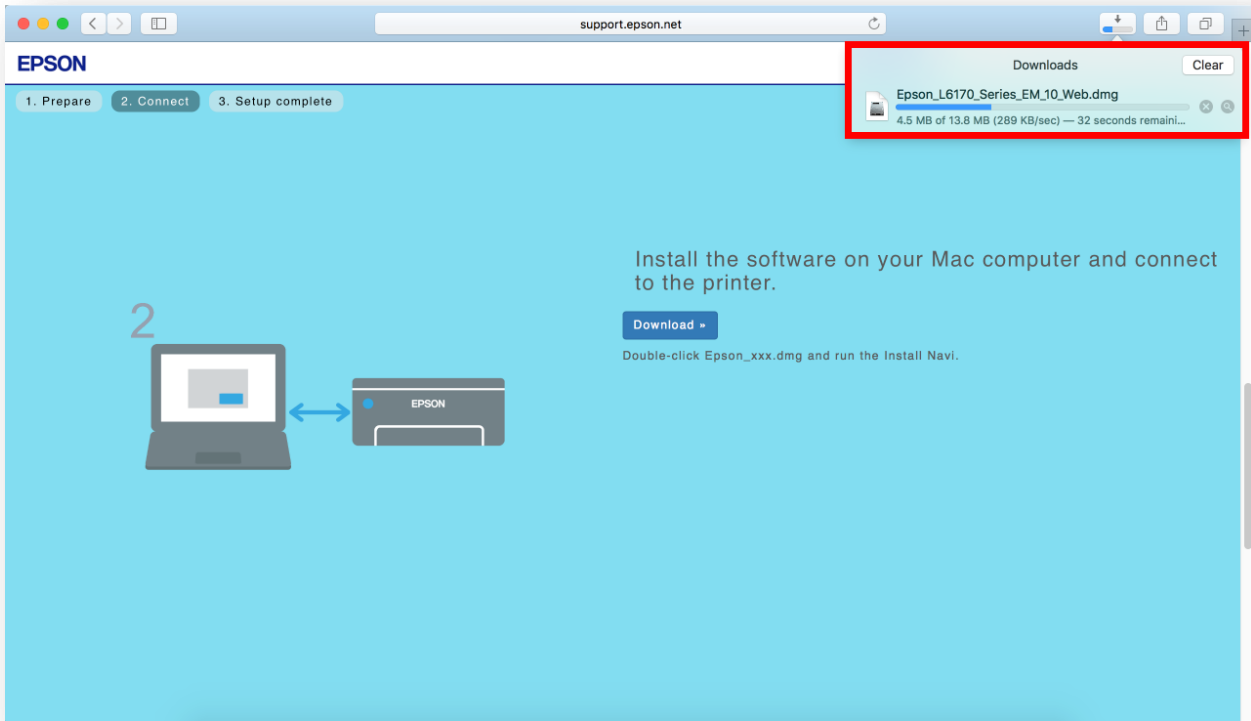 support.epson.net
EPSON
Downloads
Clear
Epson_L6170_Series_EM_10_Web.dmg
4.5 MB of 13.8 MB (289 KB/sec) — 32 seconds remaini...
1. Prepare
2. Connect
3. Setup complete
Install the software on your Mac computer and connect
to the printer.
Download »
Double-click Epson_xxx.dmg and run the Install Navi.
2
EPSON